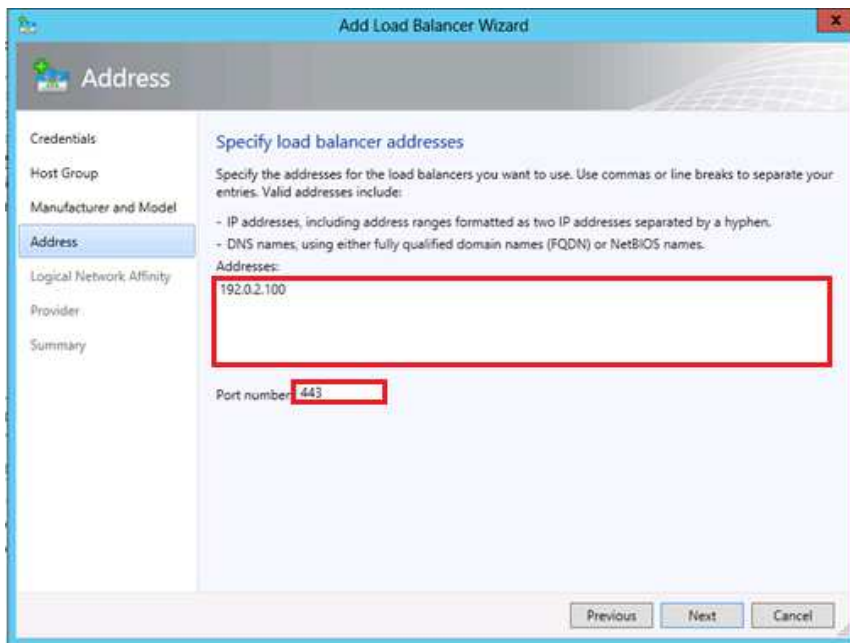 Add Load Balancer Wizard
x
Address
Credentials
Host Group
Manufacturer and Model
Address
Logical Network Affinity
Provider
Summary
Specify load balancer addresses
Specify the addresses for the load balancers you want to use. Use commas or line breaks to separate your
entries. Valid addresses include:
- IP addresses, including address ranges formatted as two IP addresses separated by a hyphen.
- DNS names, using either fully qualified domain names (FQDN) or NetBIOS names.
Addresses:
192.0.2.100
Port number: 443
Previous Next Cancel